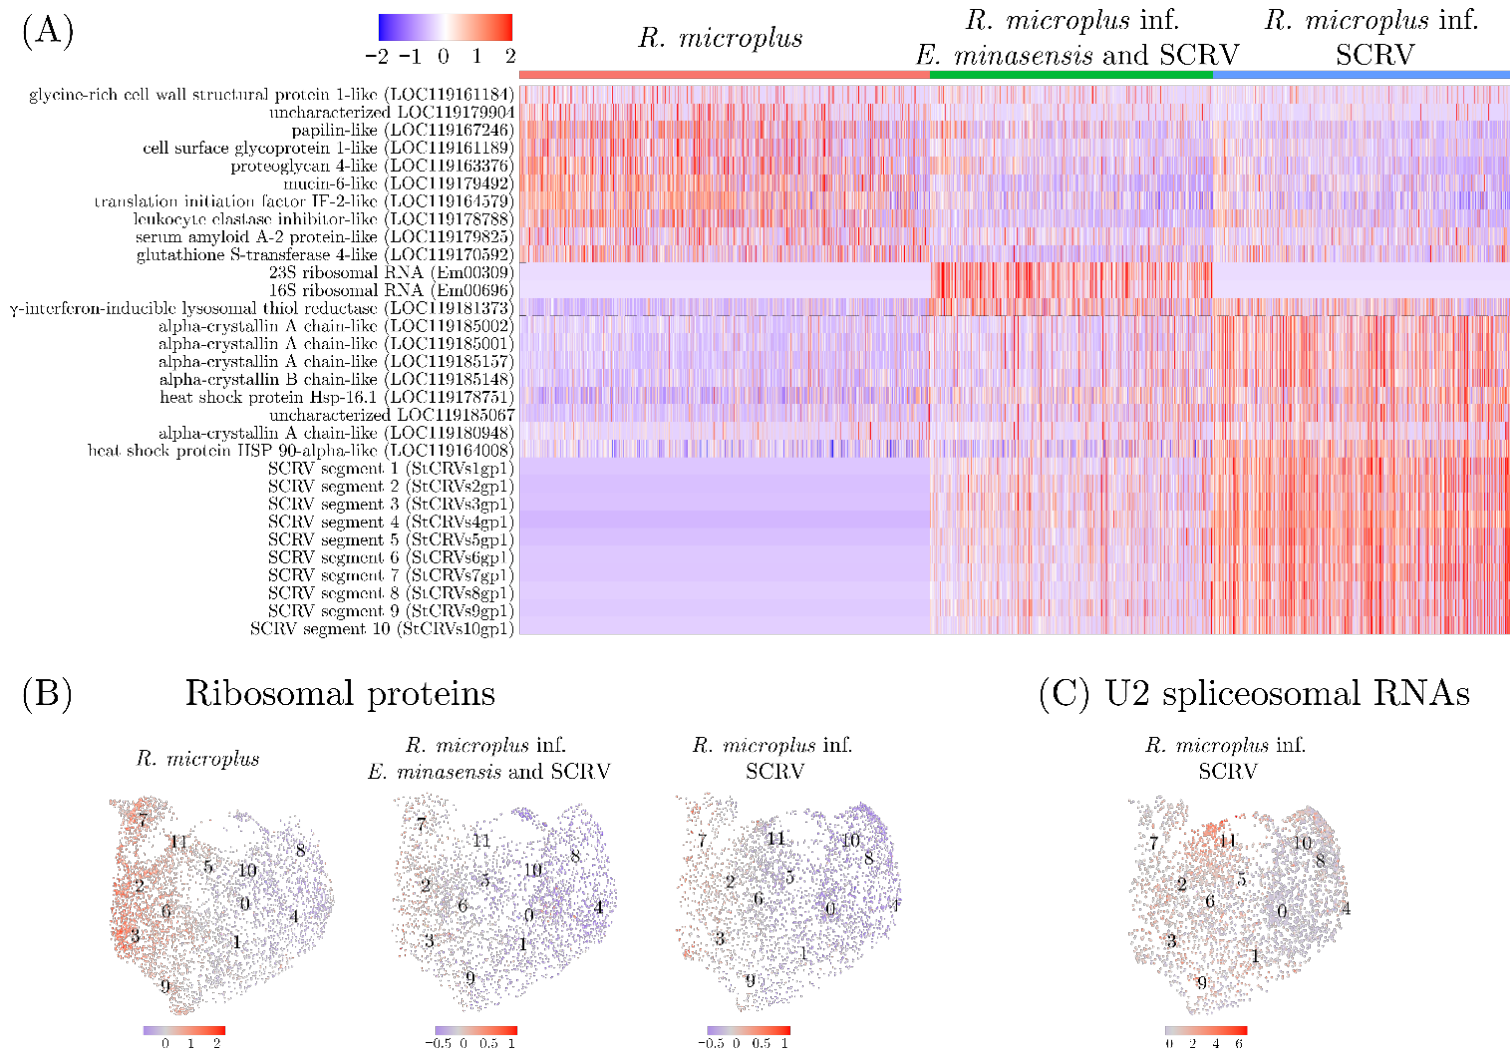 (A)
−2 −1 0 1 2
R. microplus
R. microplus inf.
E. minasensis and SCRV
R. microplus inf.
SCRV
glycine-rich cell wall structural protein 1-like (LOC119161184)
uncharacterized LOC119179904
papilin-like (LOC119167246)
cell surface glycoprotein 1-like (LOC119161189)
proteoglycan 4-like (LOC119163376)
mucin-6-like (LOC119179492)
translation initiation factor IF-2-like (LOC119164579)
leukocyte elastase inhibitor-like (LOC119178788)
serum amyloid A-2 protein-like (LOC119179825)
glutathione S-transferase 4-like (LOC119170592)
23S ribosomal RNA (Em00309)
16S ribosomal RNA (Em00696)
γ-interferon-inducible lysosomal thiol reductase (LOC119181373)
alpha-crystallin A chain-like (LOC119185002)
alpha-crystallin A chain-like (LOC119185001)
alpha-crystallin A chain-like (LOC119185157)
alpha-crystallin B chain-like (LOC119185148)
heat shock protein Hsp-16.1 (LOC119178751)
uncharacterized LOC119185067
alpha-crystallin A chain-like (LOC119180948)
heat shock protein HSP 90-alpha-like (LOC119164008)
SCRV segment 1 (StCRVs1gp1)
SCRV segment 2 (StCRVs2gp1)
SCRV segment 3 (StCRVs3gp1)
SCRV segment 4 (StCRVs4gp1)
SCRV segment 5 (StCRVs5gp1)
SCRV segment 6 (StCRVs6gp1)
SCRV segment 7 (StCRVs7gp1)
SCRV segment 8 (StCRVs8gp1)
SCRV segment 9 (StCRVs9gp1)
SCRV segment 10 (StCRVs10gp1)
(B) Ribosomal proteins
R. microplus
7
11
5
10
8
2
6
0
4
3
1
9
0 1 2
R. microplus inf.
E. minasensis and SCRV
7
11
8
10
5
2
6
0
4
3
1
9
−0.5 0 0.5 1
R. microplus inf.
SCRV
7
11
10
8
5
2
6
0
4
3
1
9
−0.5 0 0.5 1
(C) U2 spliceosomal RNAs
R. microplus inf.
SCRV
7
11
10
8
5
2
6
0
4
3
1
9
0 2 4 6